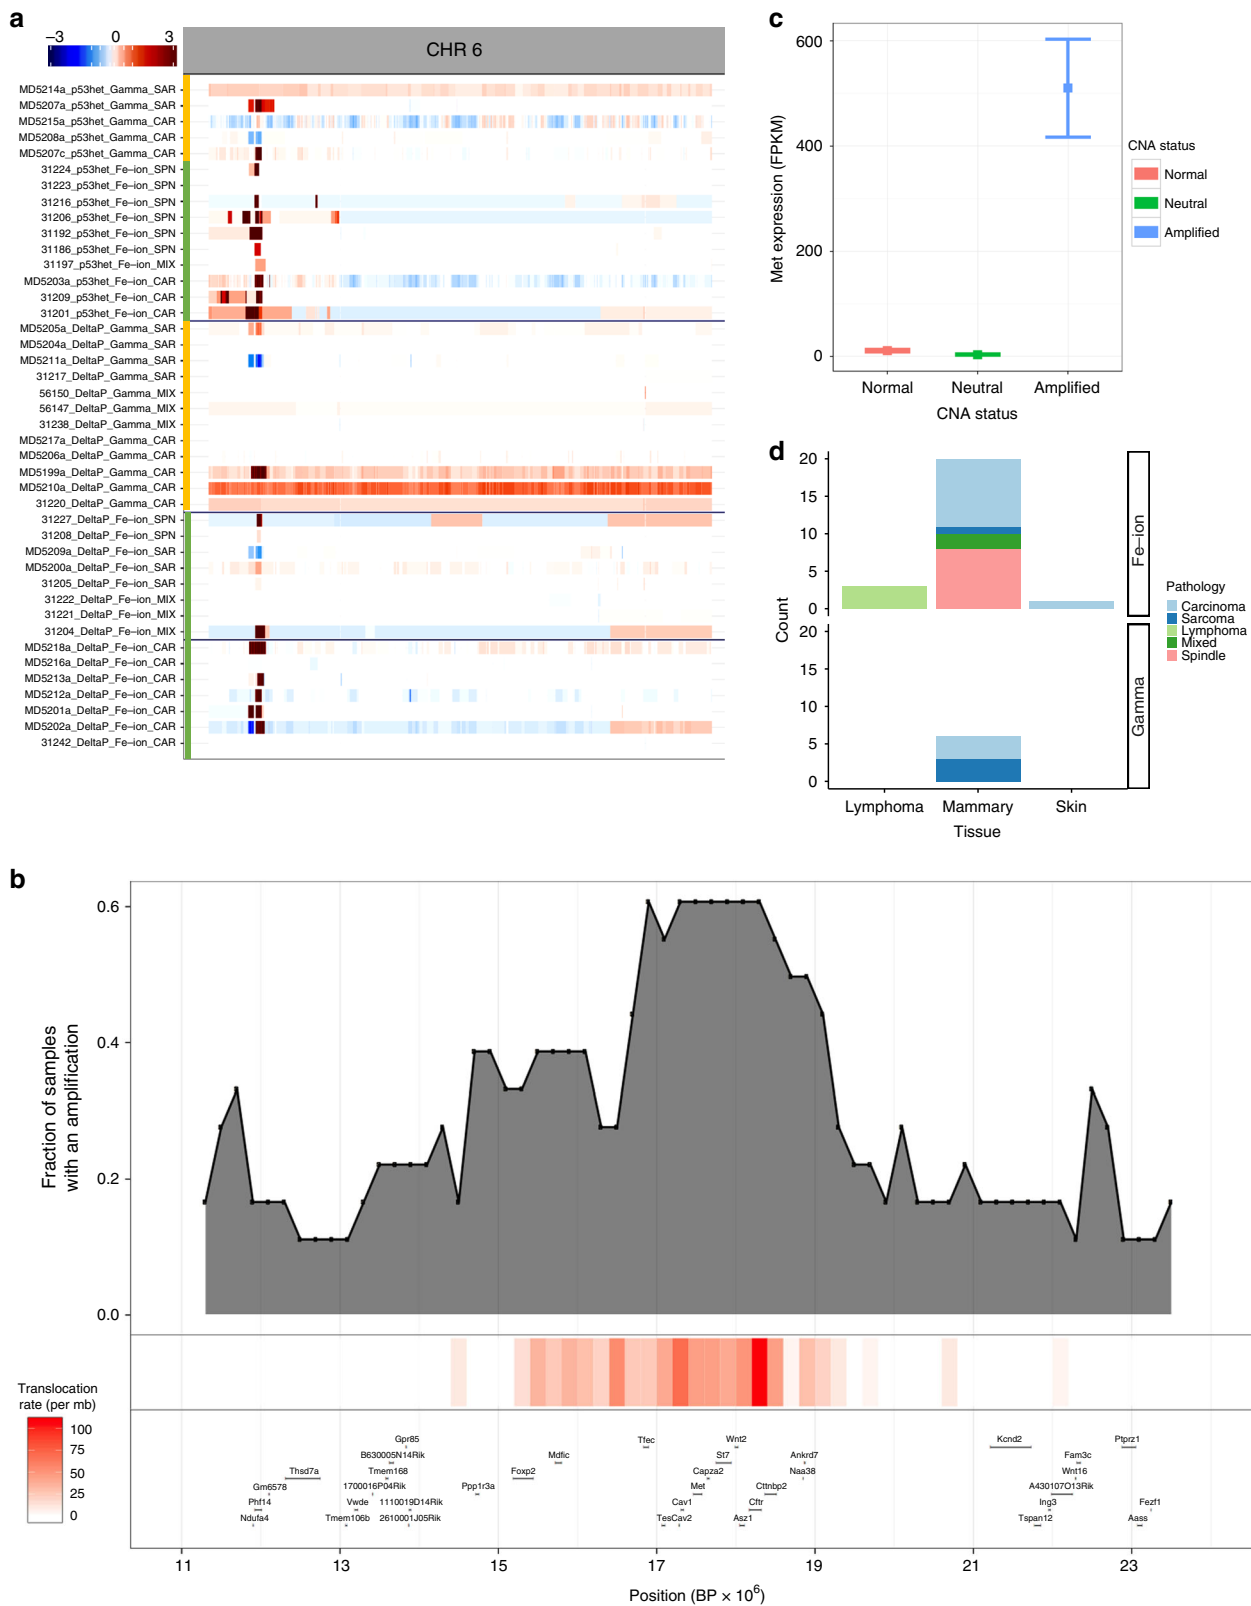 a
−3 0 3
CHR 6
MD5214a_p53het_Gamma_SAR
MD5207a_p53het_Gamma_SAR
MD5215a_p53het_Gamma_CAR
MD5208a_p53het_Gamma_CAR
MD5207c_p53het_Gamma_CAR
31224_p53het_Fe−ion_SPN
31223_p53het_Fe−ion_SPN
31216_p53het_Fe−ion_SPN
31206_p53het_Fe−ion_SPN
31192_p53het_Fe−ion_SPN
31186_p53het_Fe−ion_SPN
31197_p53het_Fe−ion_MIX
MD5203a_p53het_Fe−ion_CAR
31209_p53het_Fe−ion_CAR
31201_p53het_Fe−ion_CAR
MD5205a_DeltaP_Gamma_SAR
MD5204a_DeltaP_Gamma_SAR
MD5211a_DeltaP_Gamma_SAR
31217_DeltaP_Gamma_SAR
56150_DeltaP_Gamma_MIX
56147_DeltaP_Gamma_MIX
31238_DeltaP_Gamma_MIX
MD5217a_DeltaP_Gamma_CAR
MD5206a_DeltaP_Gamma_CAR
MD5199a_DeltaP_Gamma_CAR
MD5210a_DeltaP_Gamma_CAR
31220_DeltaP_Gamma_CAR
31227_DeltaP_Fe−ion_SPN
31208_DeltaP_Fe−ion_SPN
MD5209a_DeltaP_Fe−ion_SAR
MD5200a_DeltaP_Fe−ion_SAR
31205_DeltaP_Fe−ion_SAR
31222_DeltaP_Fe−ion_MIX
31221_DeltaP_Fe−ion_MIX
31204_DeltaP_Fe−ion_MIX
MD5218a_DeltaP_Fe−ion_CAR
MD5216a_DeltaP_Fe−ion_CAR
MD5213a_DeltaP_Fe−ion_CAR
MD5212a_DeltaP_Fe−ion_CAR
MD5201a_DeltaP_Fe−ion_CAR
MD5202a_DeltaP_Fe−ion_CAR
31242_DeltaP_Fe−ion_CAR
c
Met expression (FPKM)
600
400
200
0
Normal Neutral Amplified
CNA status
CNA status
Normal
Neutral
Amplified
d
Count
20
15
10
5
0
Fe−ion
20
15
10
5
0
Gamma
Lymphoma Mammary Skin
Tissue
Pathology
Carcinoma
Sarcoma
Lymphoma
Mixed
Spindle
b
Fraction of samples
with an amplification
0.6
0.4
0.2
0.0
Translocation
rate (per mb)
100
75
50
25
0
Gpr85 Tfec Wnt2 Kcnd2 Ptprz1
B630005N14Rik Mdfic St7 Ankrd7 Fam3c
Thsd7a Tmem168 Foxp2 Capza2 Naa38 Wnt16
Gm6578 1700016P04Rik Ppp1r3a Met Cttnbp2 A430107O13Rik
Phf14 Vwde 1110019D14Rik Cav1 Cftr Ing3 Fezf1
Ndufa4 Tmem106b 2610001J05Rik Tes Cav2 Asz1 Tspan12 Aass
11 13 15 17 19 21 23
Position (BP × 10⁶)